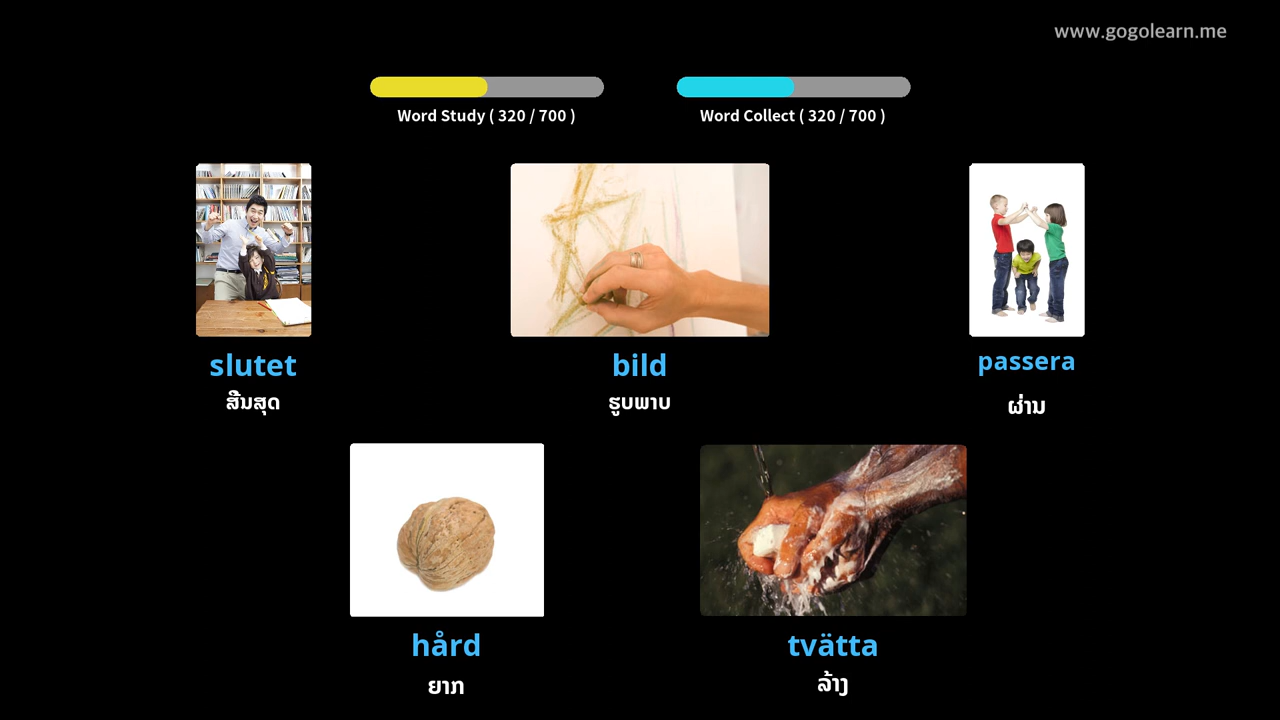 www.gogolearn.me
Word Study ( 320 / 700 )
Word Collect ( 320 / 700 )
slutet
ສິ້ນສຸດ
bild
ຮູບພາບ
passera
ຜ່ານ
hård
ຍາກ
tvätta
ລ້າງ